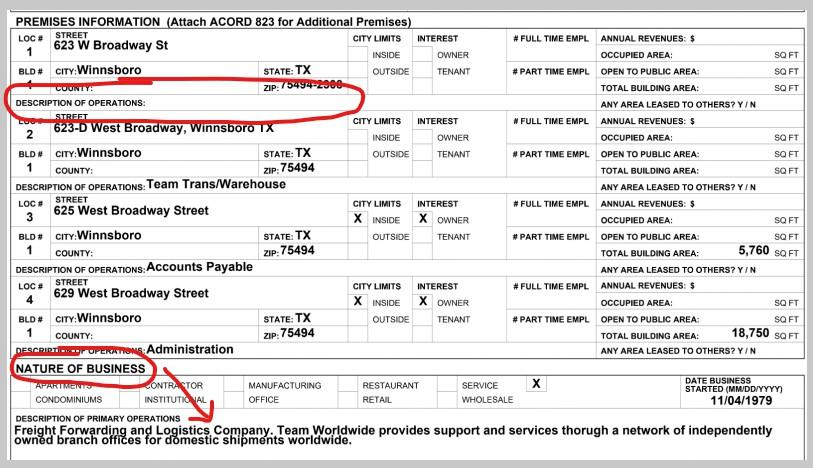 PREMISES INFORMATION (Attach ACORD 823 for Additional Premises)
LOC # STREET CITY LIMITS INTEREST # FULL TIME EMPL ANNUAL REVENUES: $
1 623 W Broadway St INSIDE OWNER OCCUPIED AREA: SQ FT
BLD # CITY: Winnsboro STATE: TX OUTSIDE TENANT # PART TIME EMPL OPEN TO PUBLIC AREA: SQ FT
1 COUNTY: ZIP: 75494-2308 TOTAL BUILDING AREA: SQ FT
DESCRIPTION OF OPERATIONS: ANY AREA LEASED TO OTHERS? Y / N
LOC # STREET CITY LIMITS INTEREST # FULL TIME EMPL ANNUAL REVENUES: $
2 623-D West Broadway, Winnsboro TX INSIDE OWNER OCCUPIED AREA: SQ FT
BLD # CITY: Winnsboro STATE: TX OUTSIDE TENANT # PART TIME EMPL OPEN TO PUBLIC AREA: SQ FT
1 COUNTY: ZIP: 75494 TOTAL BUILDING AREA: SQ FT
DESCRIPTION OF OPERATIONS: Team Trans/Warehouse ANY AREA LEASED TO OTHERS? Y / N
LOC # STREET CITY LIMITS INTEREST # FULL TIME EMPL ANNUAL REVENUES: $
3 625 West Broadway Street X INSIDE X OWNER OCCUPIED AREA: SQ FT
BLD # CITY: Winnsboro STATE: TX OUTSIDE TENANT # PART TIME EMPL OPEN TO PUBLIC AREA: SQ FT
1 COUNTY: ZIP: 75494 TOTAL BUILDING AREA: 5,760 SQ FT
DESCRIPTION OF OPERATIONS: Accounts Payable ANY AREA LEASED TO OTHERS? Y / N
LOC # STREET CITY LIMITS INTEREST # FULL TIME EMPL ANNUAL REVENUES: $
4 629 West Broadway Street X INSIDE X OWNER OCCUPIED AREA: SQ FT
BLD # CITY: Winnsboro STATE: TX OUTSIDE TENANT # PART TIME EMPL OPEN TO PUBLIC AREA: SQ FT
1 COUNTY: ZIP: 75494 TOTAL BUILDING AREA: 18,750 SQ FT
DESCRIPTION OF OPERATIONS: Administration ANY AREA LEASED TO OTHERS? Y / N
NATURE OF BUSINESS
APARTMENTS CONTRACTOR MANUFACTURING RESTAURANT SERVICE X DATE BUSINESS STARTED (MM/DD/YYYY)
CONDOMINIUMS INSTITUTIONAL OFFICE RETAIL WHOLESALE 11/04/1979
DESCRIPTION OF PRIMARY OPERATIONS
Freight Forwarding and Logistics Company. Team Worldwide provides support and services thorugh a network of independently
owned branch offices for domestic shipments worldwide.